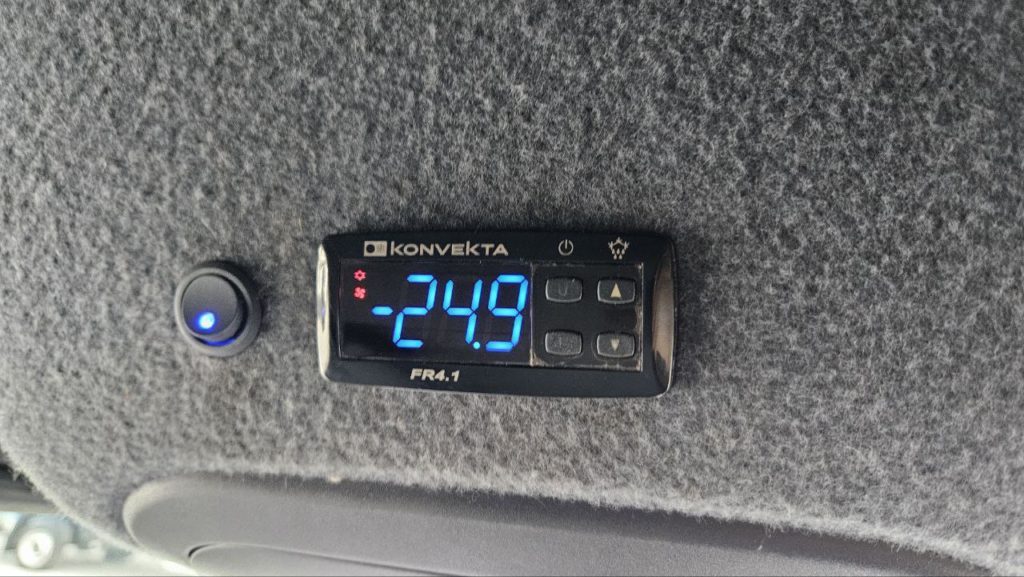 KONVEKTA
-24.9
FR4.1